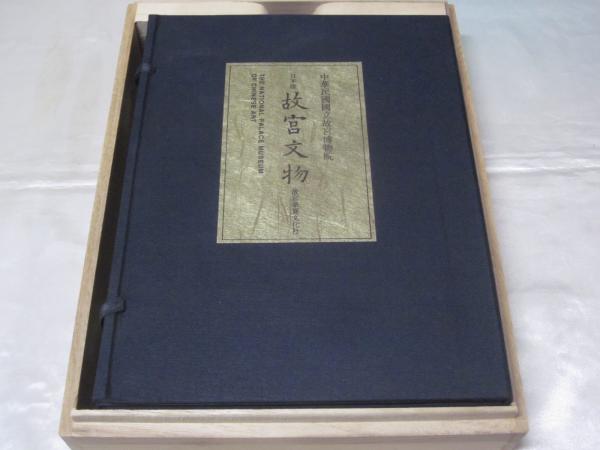 中華民國國立故宮博物院
日本版
故宮文物
THE NATIONAL PALACE MUSEUM
OF CHINESE ART